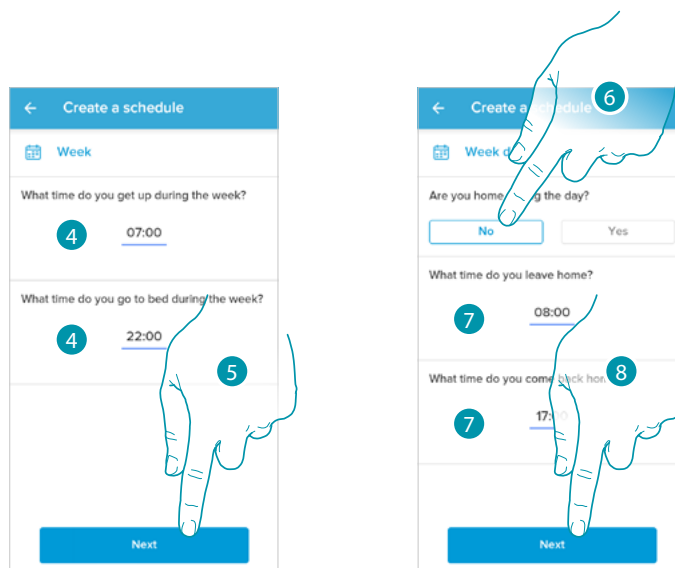 Create a schedule
Week
What time do you get up during the week?
4
07:00
What time do you go to bed during the week?
4
22:00
5
Next
6
Create a schedule
Week
Are you home the day?
No Yes
What time do you leave home?
7
08:00
What time do you come back
8
7
17:
Next